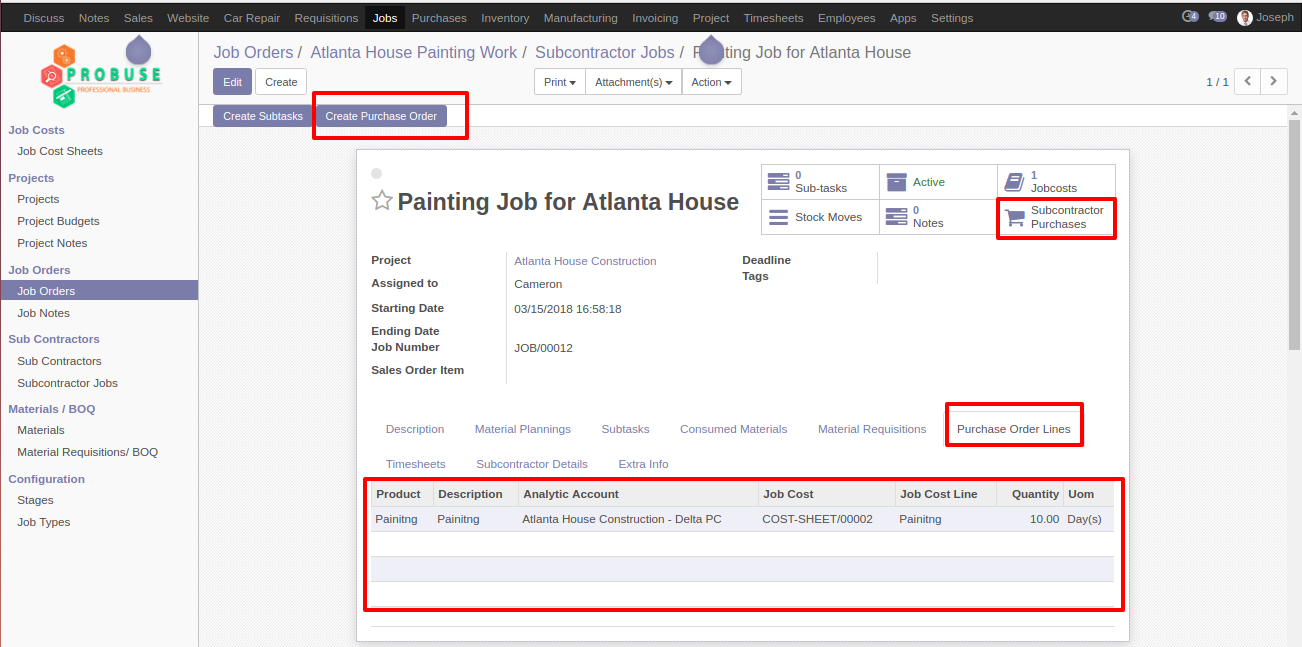 Discuss Notes Sales Website Car Repair Requisitions Jobs Purchases Inventory Manufacturing Invoicing Project Timesheets Employees Apps Settings 4 10 Joseph
PROBUSE
PROFESSIONAL BUSINESS
Job Orders / Atlanta House Painting Work / Subcontractor Jobs / P ting Job for Atlanta House
Edit Create Print Attachment(s) Action 1 / 1
Create Subtasks Create Purchase Order
Job Costs
Job Cost Sheets
Projects
Projects
Project Budgets
Project Notes
Job Orders
Job Orders
Job Notes
Sub Contractors
Sub Contractors
Subcontractor Jobs
Materials / BOQ
Materials
Material Requisitions/ BOQ
Configuration
Stages
Job Types
0
Sub-tasks
Active
1
Jobcosts
Stock Moves
0
Notes
Subcontractor
Purchases
Painting Job for Atlanta House
Project Atlanta House Construction
Assigned to Cameron
Starting Date 03/15/2018 16:58:18
Ending Date
Job Number JOB/00012
Sales Order Item
Deadline
Tags
Description Material Plannings Subtasks Consumed Materials Material Requisitions Purchase Order Lines
Timesheets Subcontractor Details Extra Info
Product Description Analytic Account Job Cost Job Cost Line Quantity Uom
Painitng Painitng Atlanta House Construction - Delta PC COST-SHEET/00002 Painitng 10.00 Day(s)